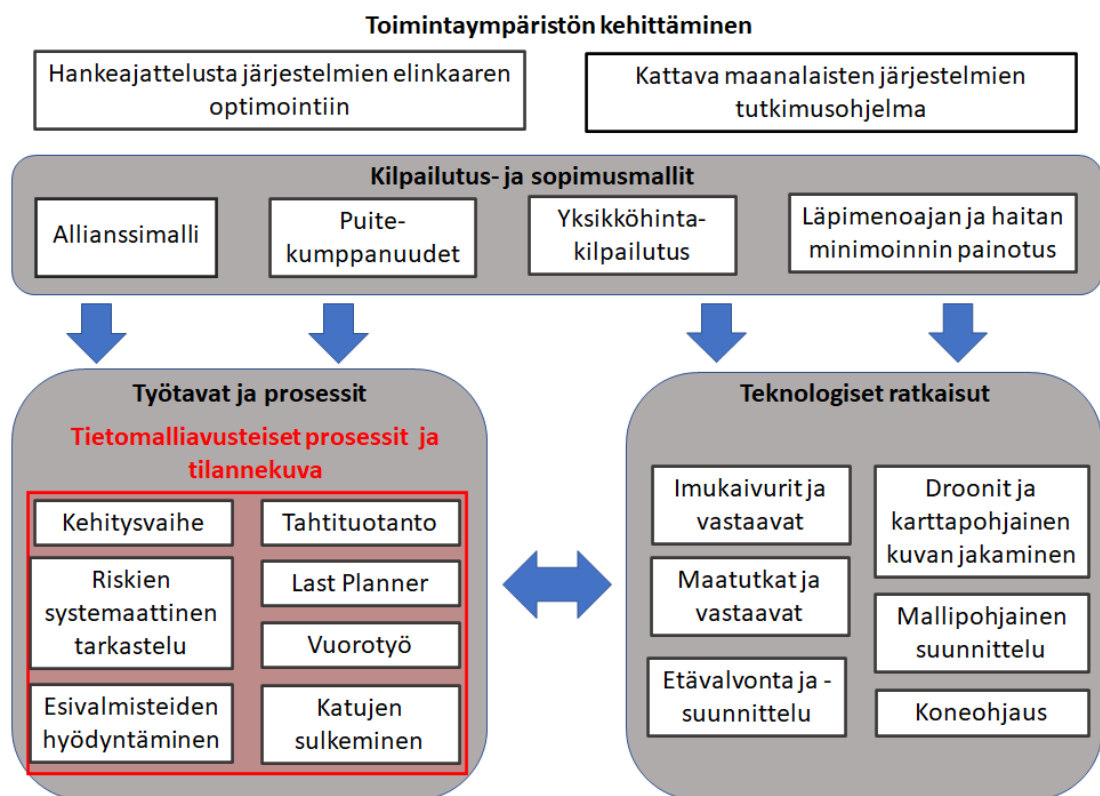 Toimintaympäristön kehittäminen
Hankeajattelusta järjestelmien elinkaaren
optimointiin
Kattava maanalaisten järjestelmien
tutkimusohjelma
Kilpailutus- ja sopimusmallit
Allianssimalli
Puite-
kumppanuudet
Yksikköhinta-
kilpailutus
Läpimenoajan ja haitan
minimoinnin painotus
Työtavat ja prosessit
Tietomalliavusteiset prosessit ja
tilannekuva
Kehitysvaihe
Riskien
systemaattinen
tarkastelu
Esivalmisteiden
hyödyntäminen
Tahtituotanto
Last Planner
Vuorotyö
Katujen
sulkeminen
Teknologiset ratkaisut
Imukaivurit ja
vastaavat
Maatutkat ja
vastaavat
Etävalvonta ja -
suunnittelu
Droonit ja
karttapohjainen
kuvan jakaminen
Mallipohjainen
suunnittelu
Koneohjaus